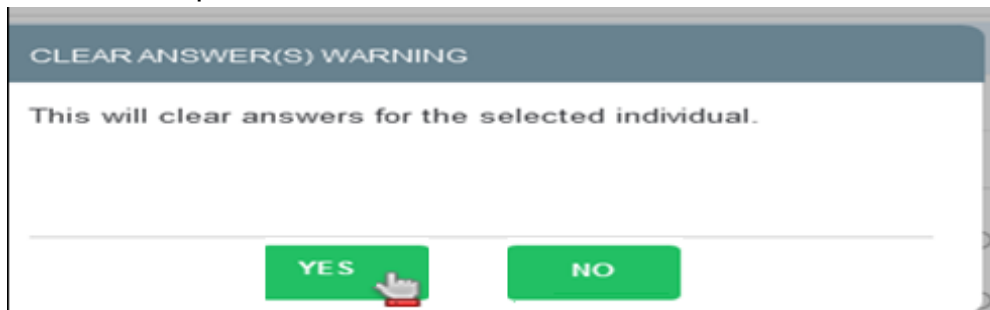 CLEAR ANSWER(S) WARNING
This will clear answers for the selected individual.
YES NO